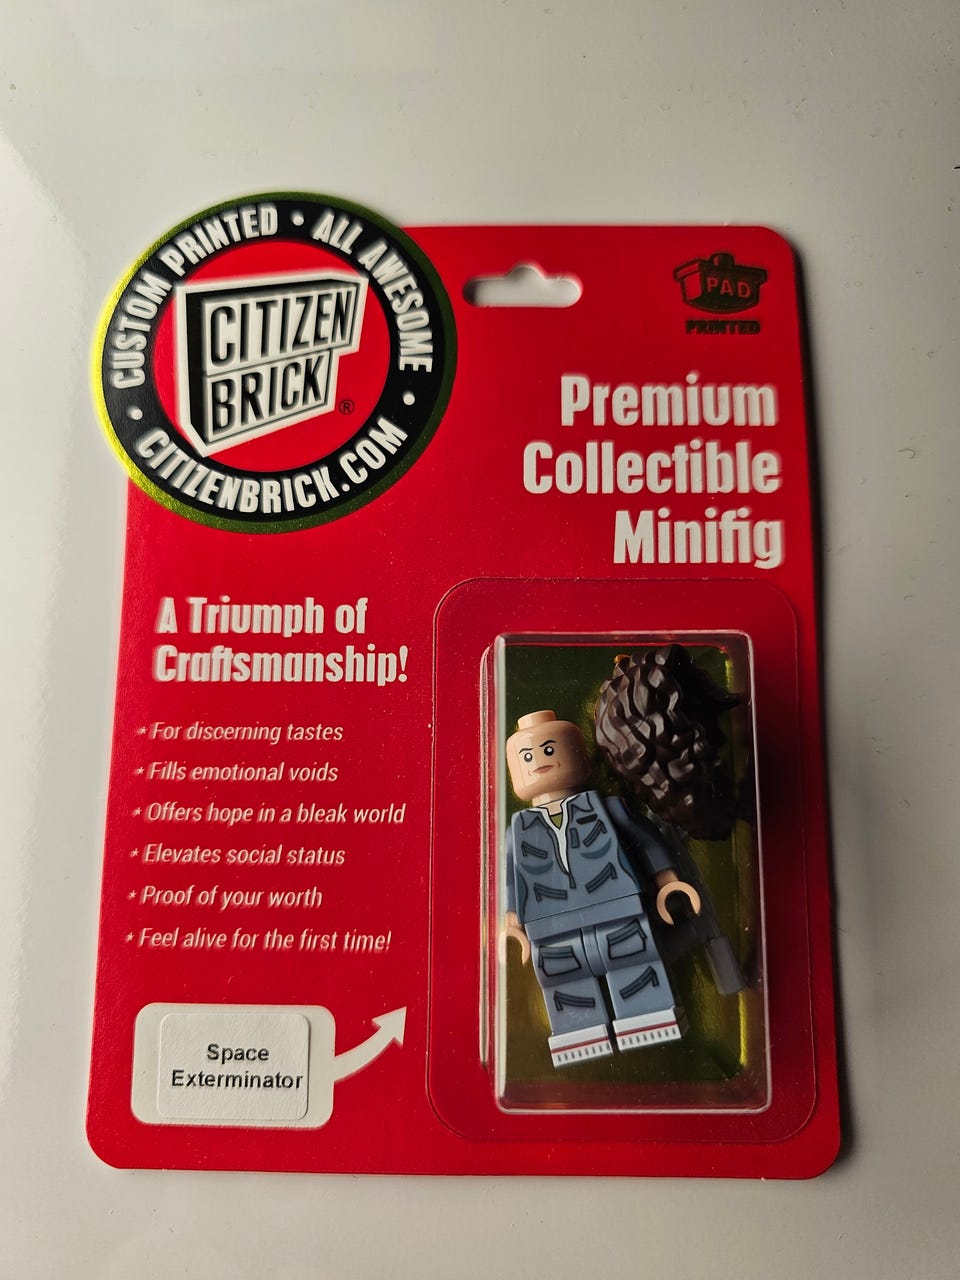 CUSTOM PRINTED • ALL AWESOME
• CITIZENBRICK.COM •
CITIZEN
BRICK
®
PAD
PRINTED
Premium
Collectible
Minifig
A Triumph of
Craftsmanship!
* For discerning tastes
* Fills emotional voids
* Offers hope in a bleak world
* Elevates social status
* Proof of your worth
* Feel alive for the first time!
Space
Exterminator